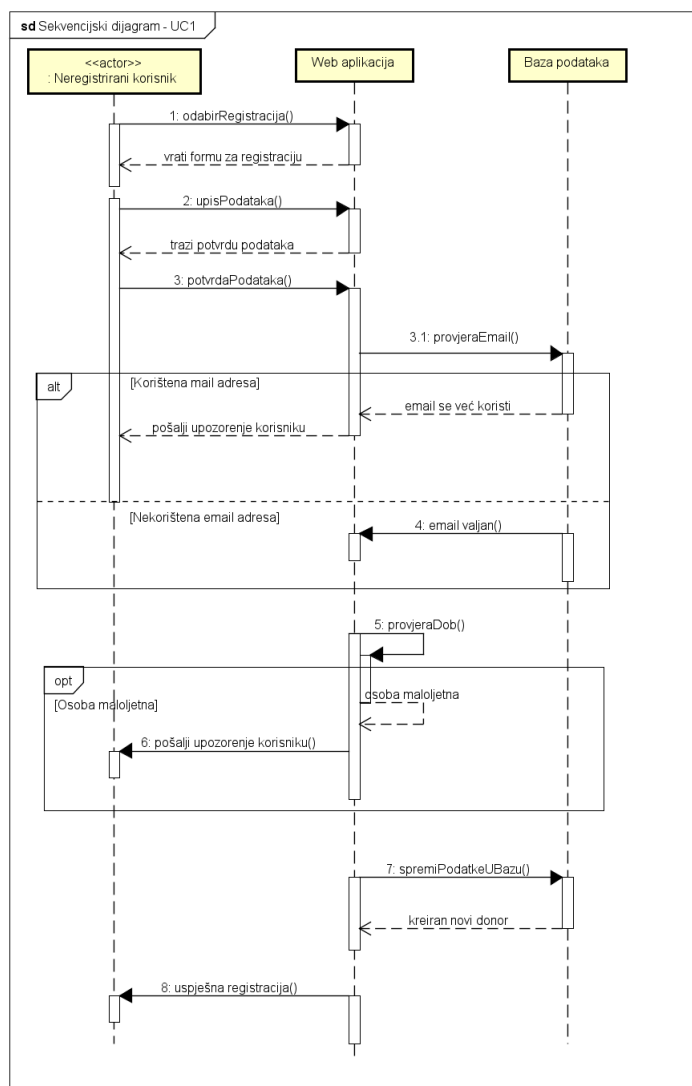 sd Sekvencijski dijagram - UC1
<<actor>>
: Neregistrirani korisnik
Web aplikacija
Baza podataka
1: odabirRegistracija()
vrati formu za registraciju
2: upisPodataka()
trazi potvrdu podataka
3: potvrdaPodataka()
3.1: provjeraEmail()
alt
[Korištena mail adresa]
email se već koristi
pošalji upozorenje korisniku
[Nekorištena email adresa]
4: email valjan()
5: provjeraDob()
opt
[Osoba maloljetna]
osoba maloljetna
6: pošalji upozorenje korisniku()
7: spremiPodatkeUBazu()
kreiran novi donor
8: uspješna registracija()